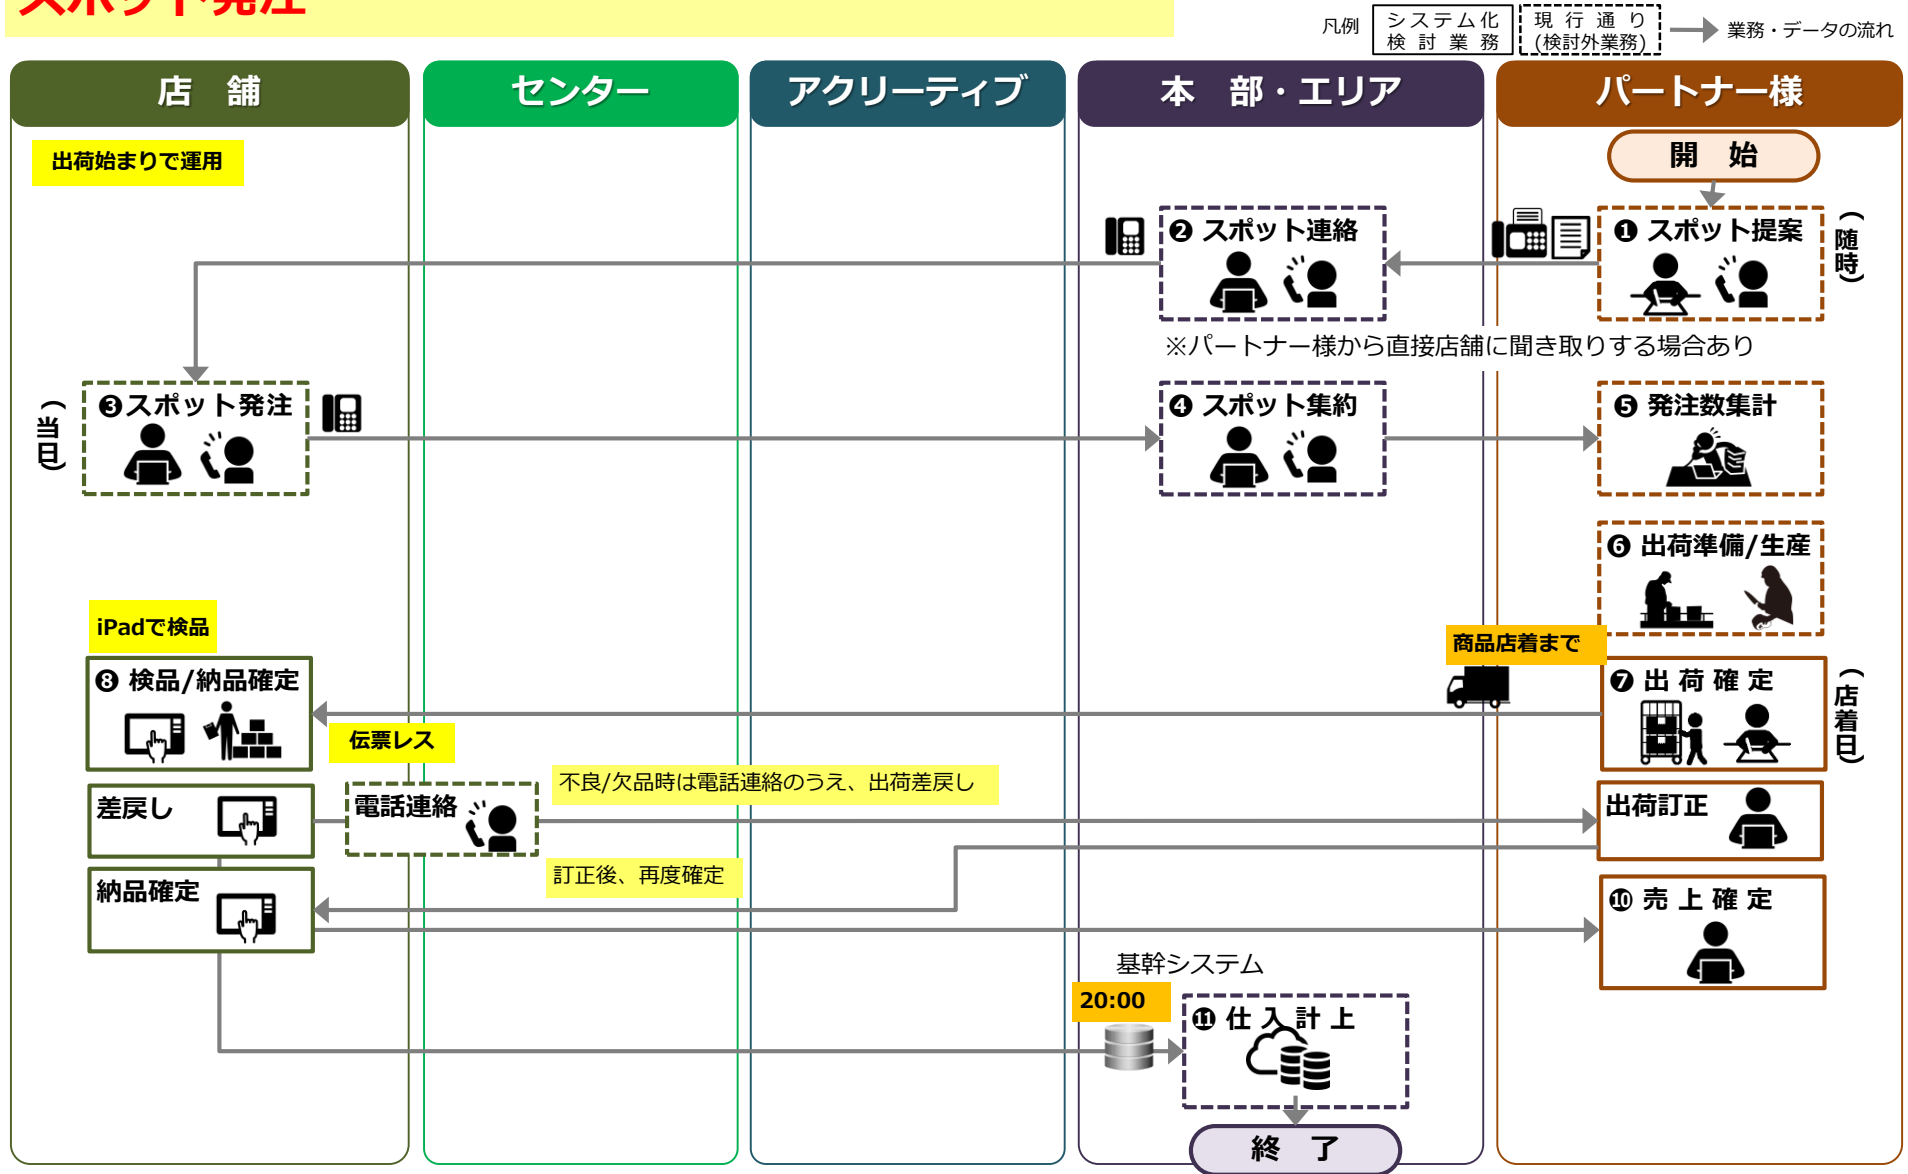 スポット発注
凡例
システム化
検討業務
現行通り
(検討外業務)
業務・データの流れ
店 舗
センター
アクリーティブ
本 部・エリア
パートナー様
出荷始まりで運用
開 始
❷ スポット連絡
❶ スポット提案
(随時)
※パートナー様から直接店舗に聞き取りする場合あり
(当日)
❸スポット発注
❹ スポット集約
❺ 発注数集計
❻ 出荷準備/生産
iPadで検品
商品店着まで
❽ 検品/納品確定
❼ 出 荷 確 定
(店着日)
伝票レス
不良/欠品時は電話連絡のうえ、出荷差戻し
差戻し
電話連絡
出荷訂正
訂正後、再度確定
納品確定
❿ 売 上 確 定
基幹システム
20:00
⓫ 仕 入 計 上
終 了